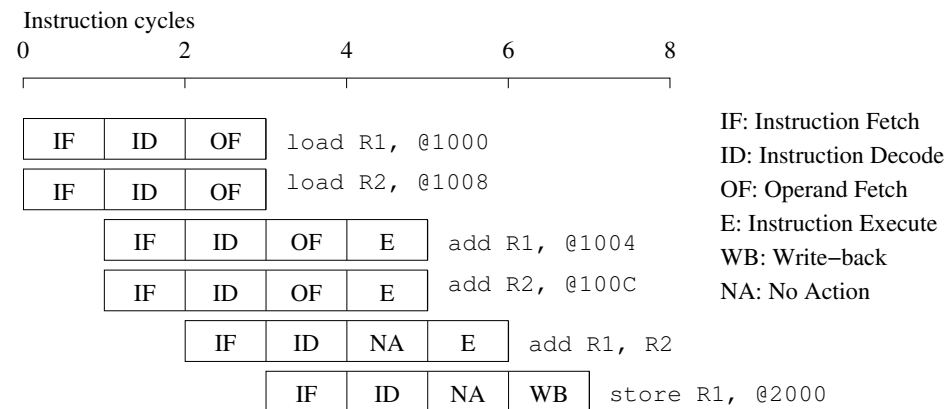 Instruction cycles
0 2 4 6 8
IF ID OF load R1, @1000
IF ID OF load R2, @1008
IF ID OF E add R1, @1004
IF ID OF E add R2, @100C
IF ID NA E add R1, R2
IF ID NA WB store R1, @2000
IF: Instruction Fetch
ID: Instruction Decode
OF: Operand Fetch
E: Instruction Execute
WB: Write−back
NA: No Action